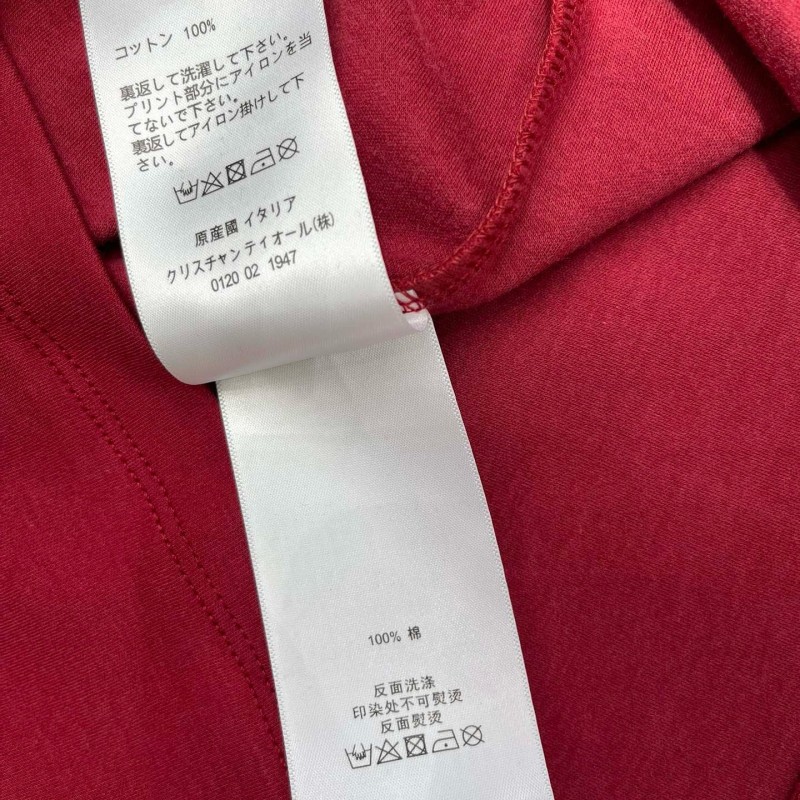 コットン 100%
裏返して洗濯して下さい。
プリント部分にアイロンを当
てないで下さい。
裏返してアイロン掛けして下
さい。
原産國 イタリア
クリスチャンティオール(株)
0120 02 1947
100% 棉
反面洗涤
印染处不可熨烫
反面熨烫